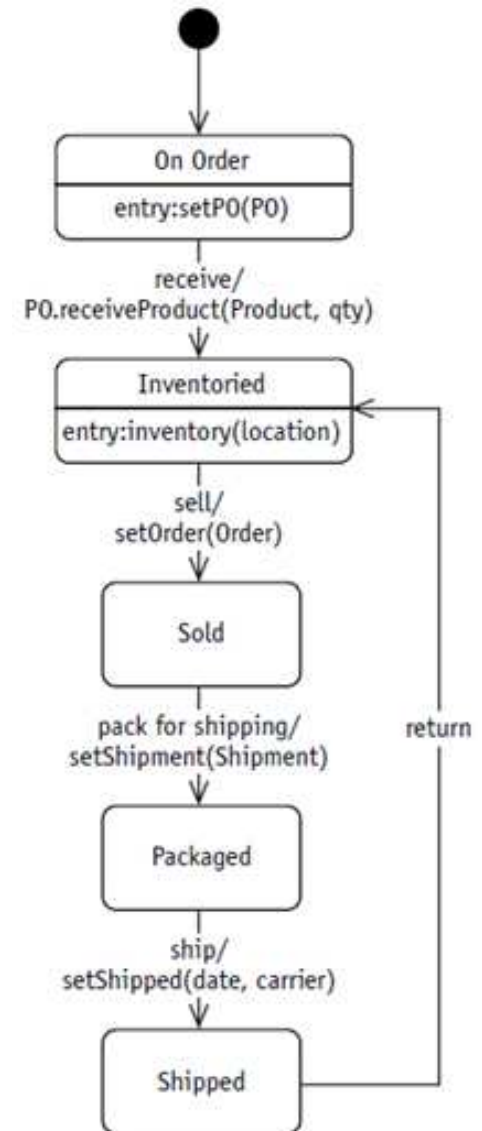 On Order
entry:setPO(PO)
receive/
PO.receiveProduct(Product, qty)
Inventoried
entry:inventory(location)
sell/
setOrder(Order)
Sold
pack for shipping/
setShipment(Shipment)
return
Packaged
ship/
setShipped(date, carrier)
Shipped